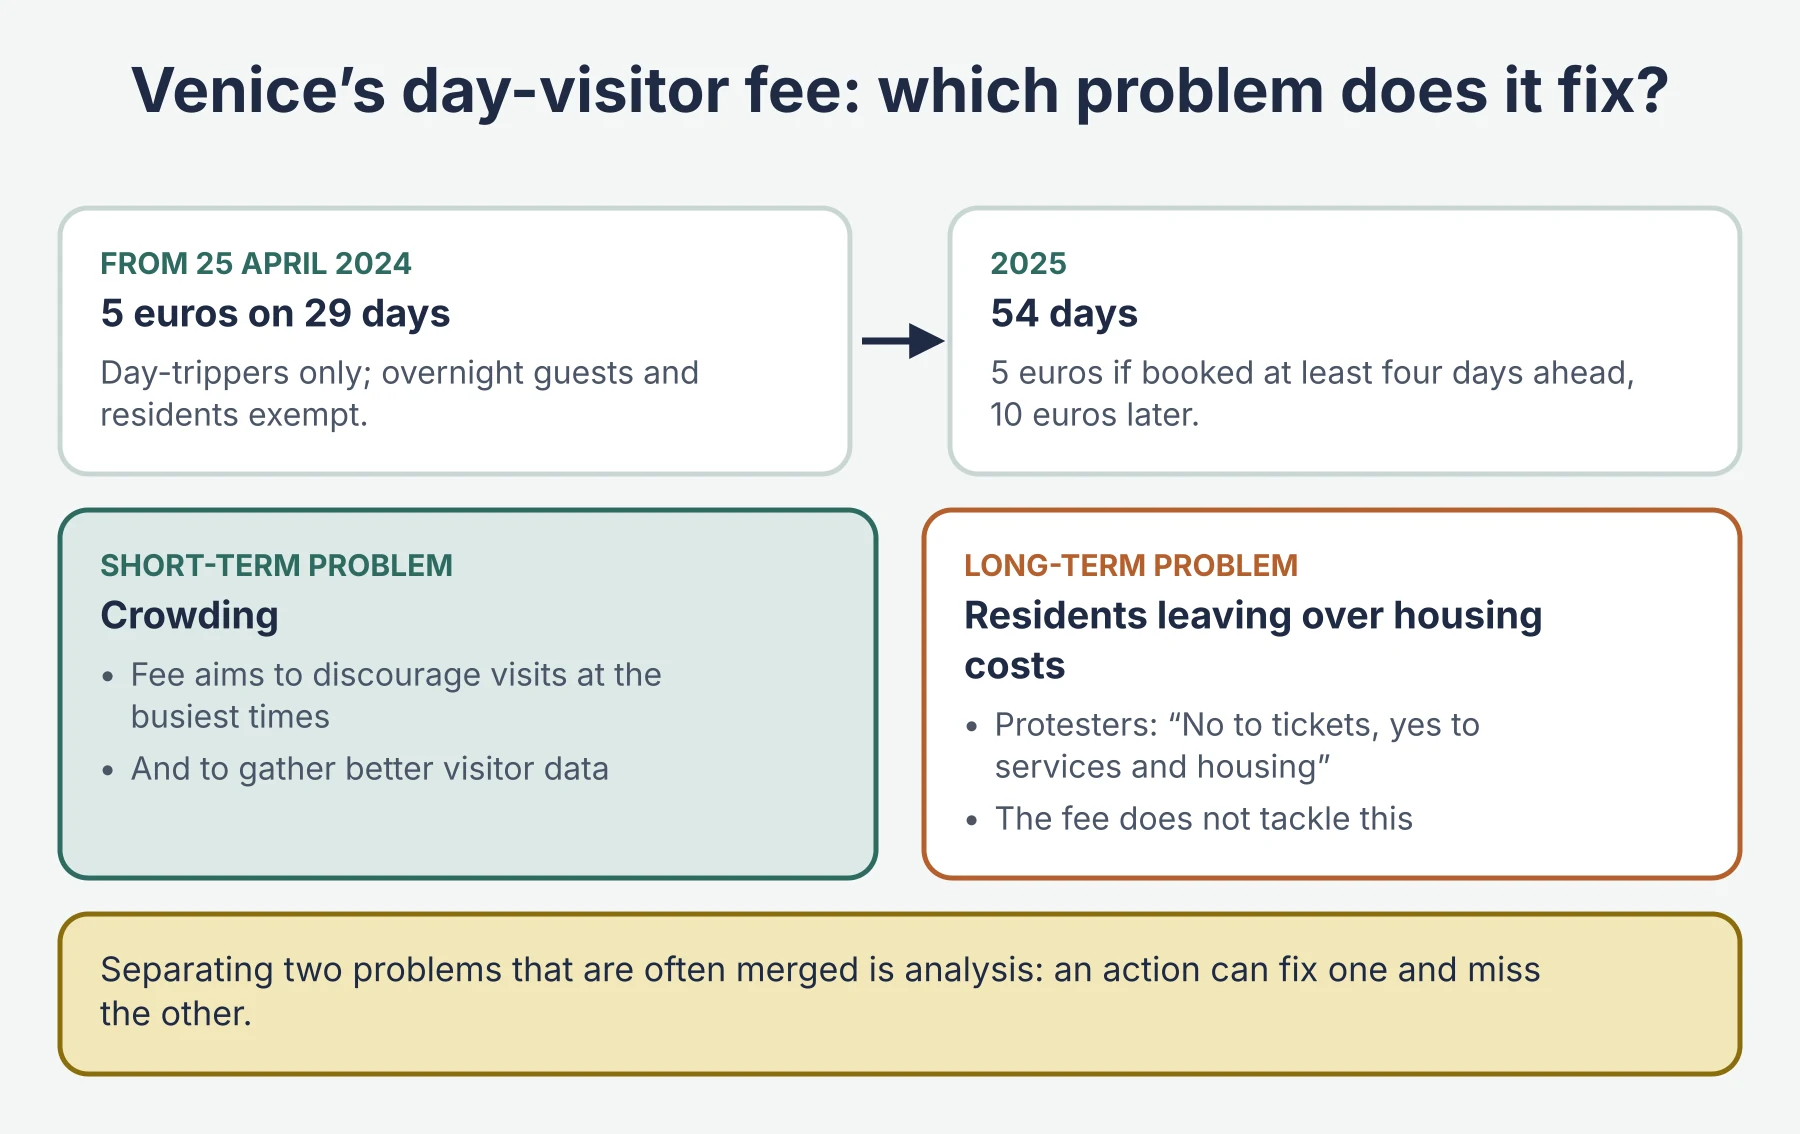 Venice’s day-visitor fee: which problem does it fix?
FROM 25 APRIL 2024
5 euros on 29 days
Day-trippers only; overnight guests and
residents exempt.
2025
54 days
5 euros if booked at least four days ahead,
10 euros later.
SHORT-TERM PROBLEM
Crowding
• Fee aims to discourage visits at the
busiest times
• And to gather better visitor data
LONG-TERM PROBLEM
Residents leaving over housing
costs
• Protesters: “No to tickets, yes to
services and housing”
• The fee does not tackle this
Separating two problems that are often merged is analysis: an action can fix one and miss
the other.